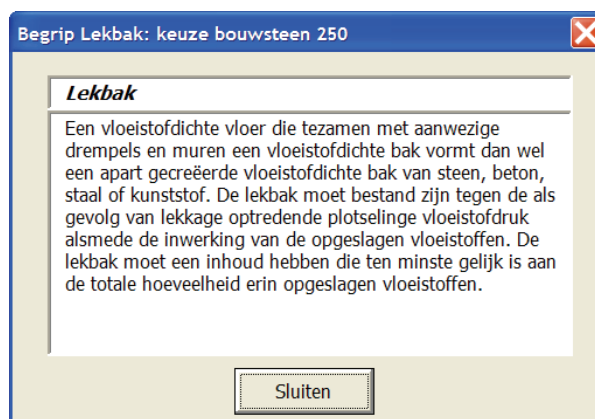 Begrip Lekbak: keuze bouwsteen 250
Lekbak
Een vloeistofdichte vloer die tezamen met aanwezige
drempels en muren een vloeistofdichte bak vormt dan wel
een apart gecreëerde vloeistofdichte bak van steen, beton,
staal of kunststof. De lekbak moet bestand zijn tegen de als
gevolg van lekkage optredende plotselinge vloeistofdruk
alsmede de inwerking van de opgeslagen vloeistoffen. De
lekbak moet een inhoud hebben die ten minste gelijk is aan
de totale hoeveelheid erin opgeslagen vloeistoffen.
Sluiten